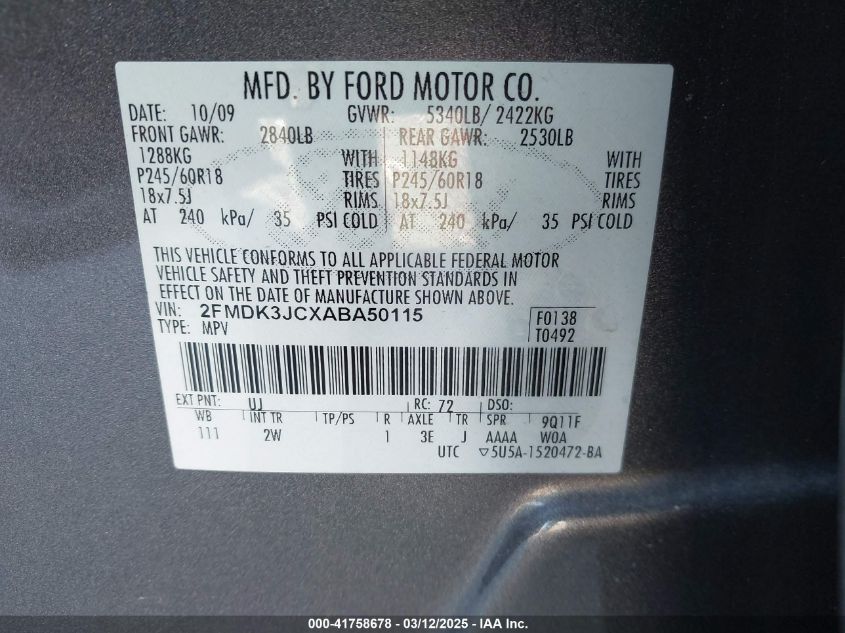 MFD. BY FORD MOTOR CO.
DATE: 10/09 GVWR: 5340LB/ 2422KG
FRONT GAWR: 2840LB REAR GAWR: 2530LB
1288KG WITH 1148KG WITH
P245/60R18 TIRES P245/60R18 TIRES
18x7.5J RIMS 18x7.5J RIMS
AT 240 kPa/ 35 PSI COLD AT 240 kPa/ 35 PSI COLD
THIS VEHICLE CONFORMS TO ALL APPLICABLE FEDERAL MOTOR
VEHICLE SAFETY AND THEFT PREVENTION STANDARDS IN
EFFECT ON THE DATE OF MANUFACTURE SHOWN ABOVE.
VIN: 2FMDK3JCXABA50115 F0138
TYPE: MPV T0492
EXT PNT: UJ RC: 72 DSO:
WB INT TR TP/PS R AXLE TR SPR 9Q11F
111 2W 1 3E J AAAA W0A
UTC ▽5U5A-1520472-BA
000-41758678 - 03/12/2025 - IAA, Inc.